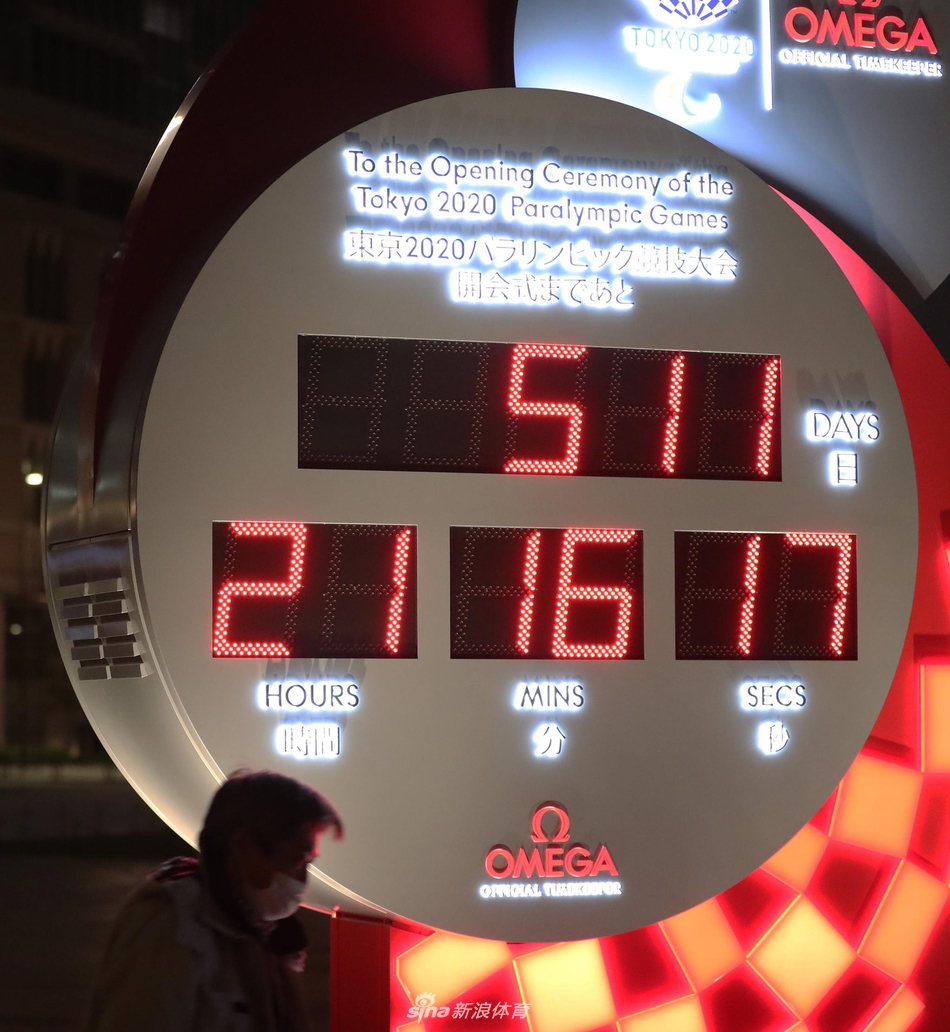 TOKYO 2020
OMEGA
OFFICIAL TIMEKEEPER
To the Opening Ceremony of the
Tokyo 2020 Paralympic Games
東京2020パラリンピック競技大会
開会式まであと
511
DAYS
日
21 16 17
HOURS MINS SECS
時間 分 秒
OMEGA
OFFICIAL TIMEKEEPER
sina新浪体育